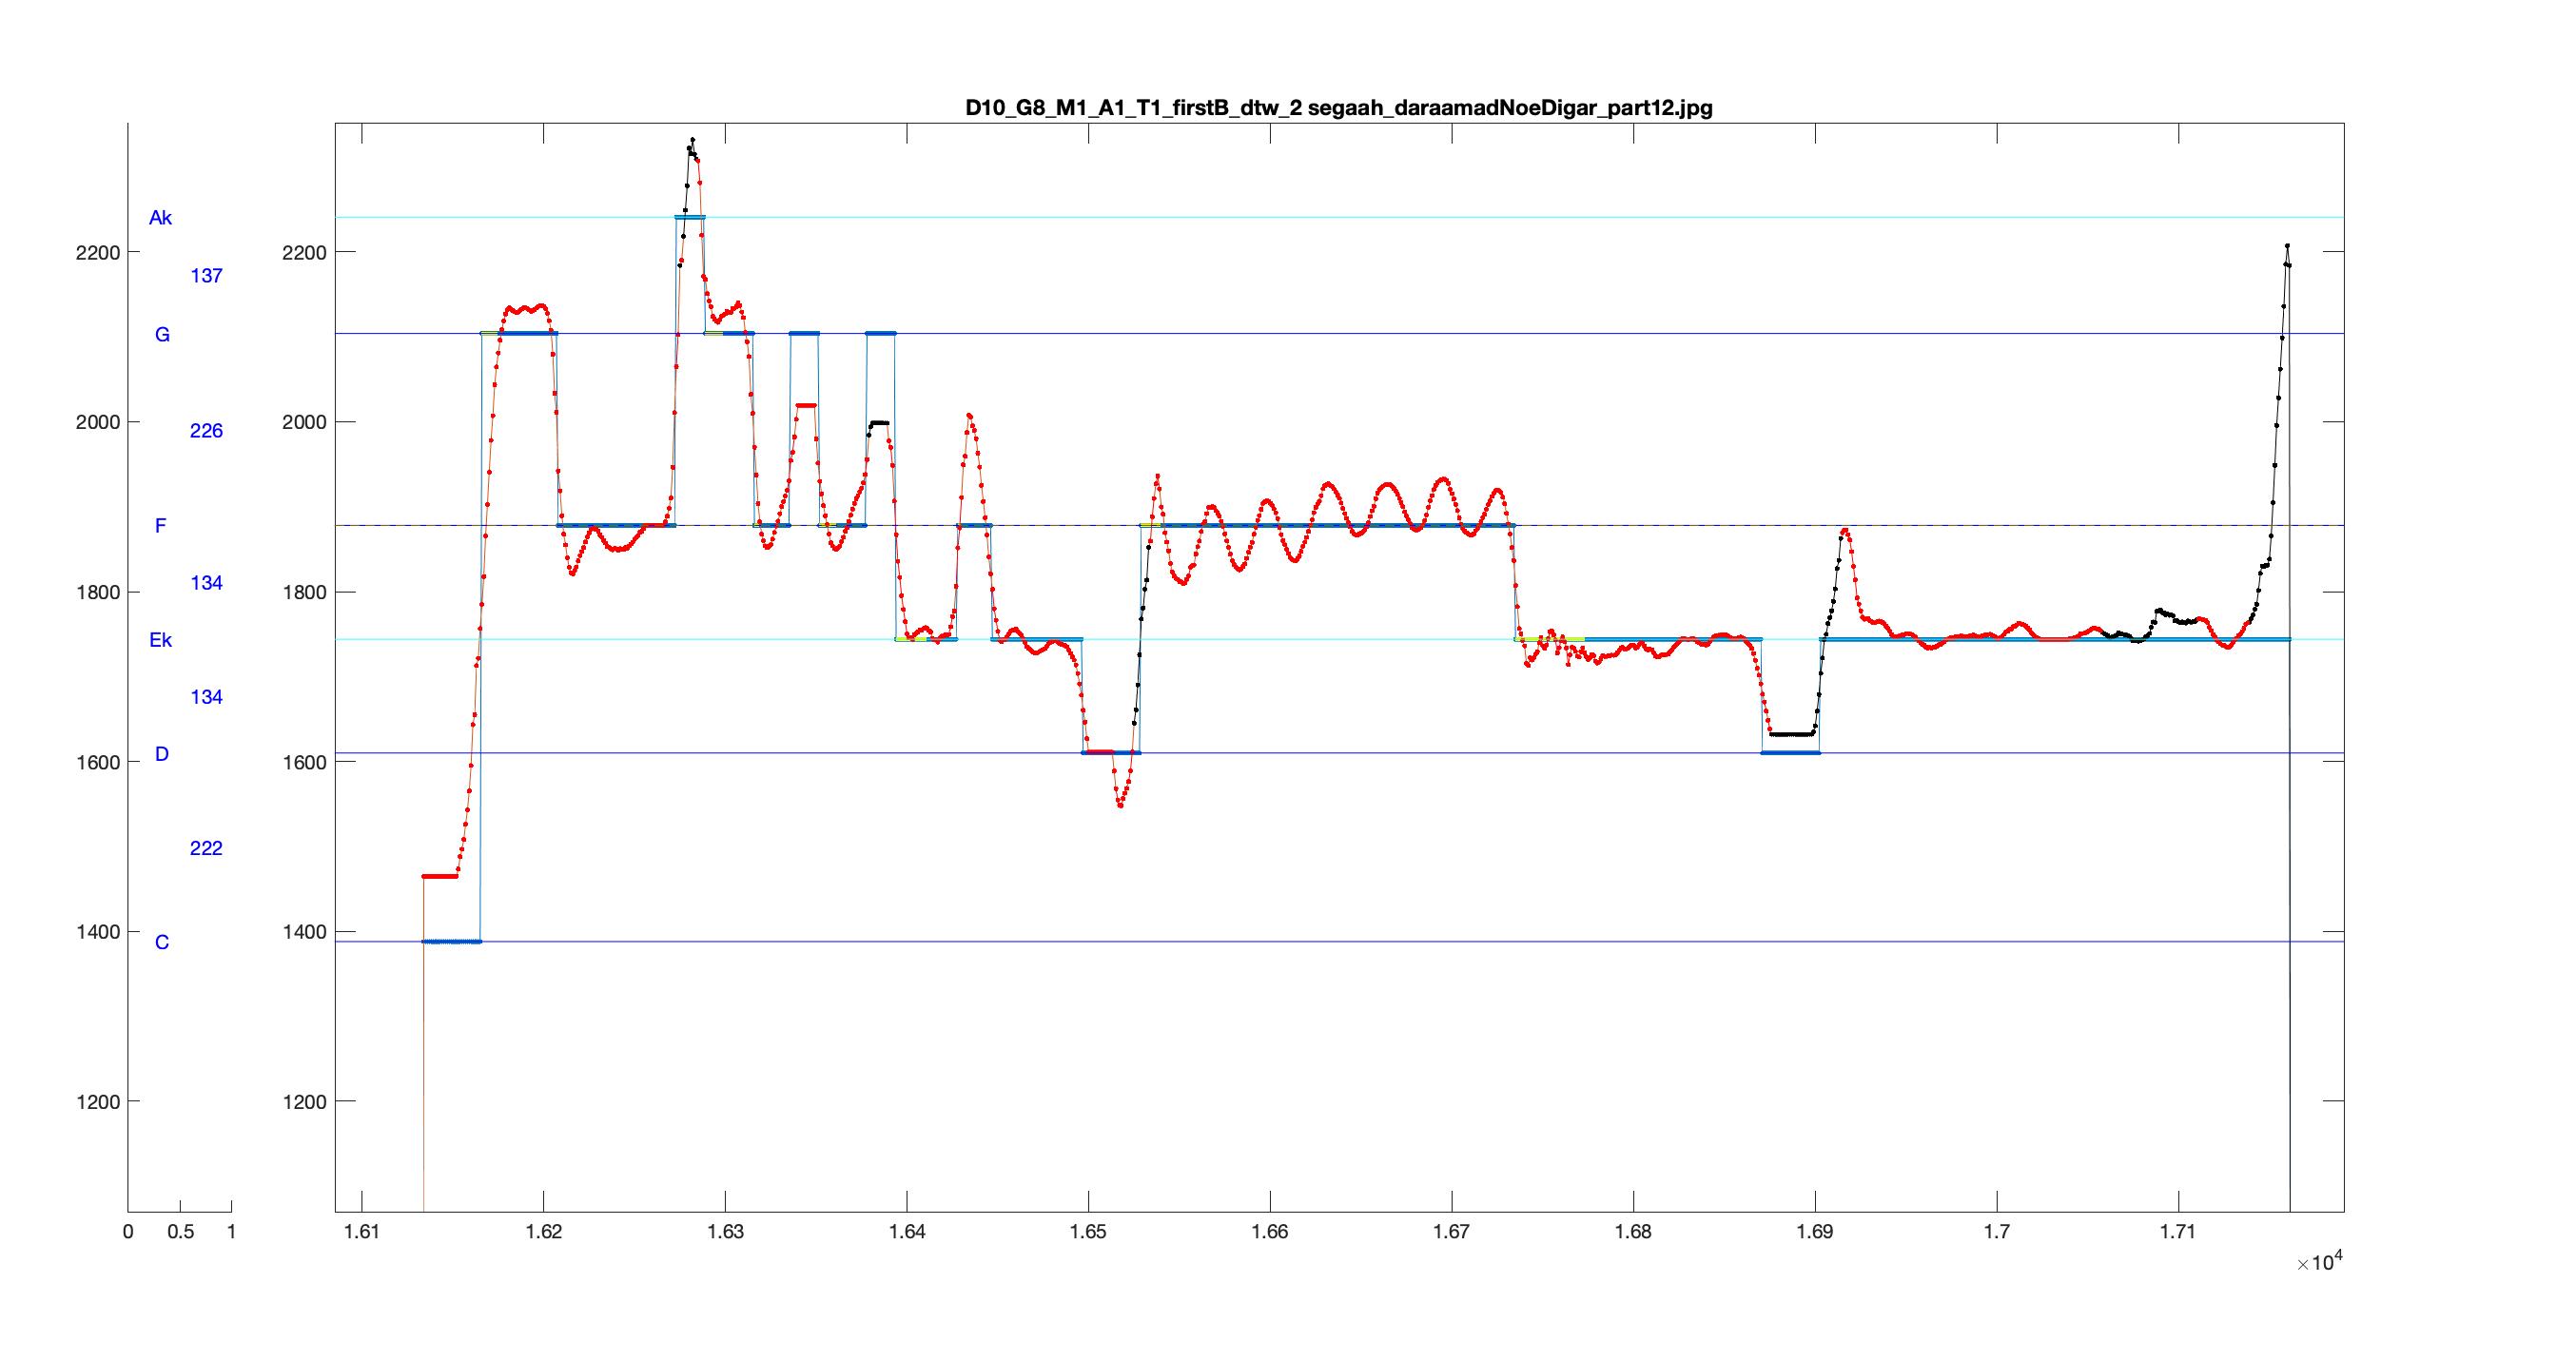 D10_G8_M1_A1_T1_firstB_dtw_2 segaah_daraamadNoeDigar_part12.jpg
Ak
2200 2200
137
G
2000 226 2000
F
1800 134 1800
Ek
134
1600 D 1600
222
1400 C 1400
1200 1200
0 0.5 1 1.61 1.62 1.63 1.64 1.65 1.66 1.67 1.68 1.69 1.7 1.71
×10^4